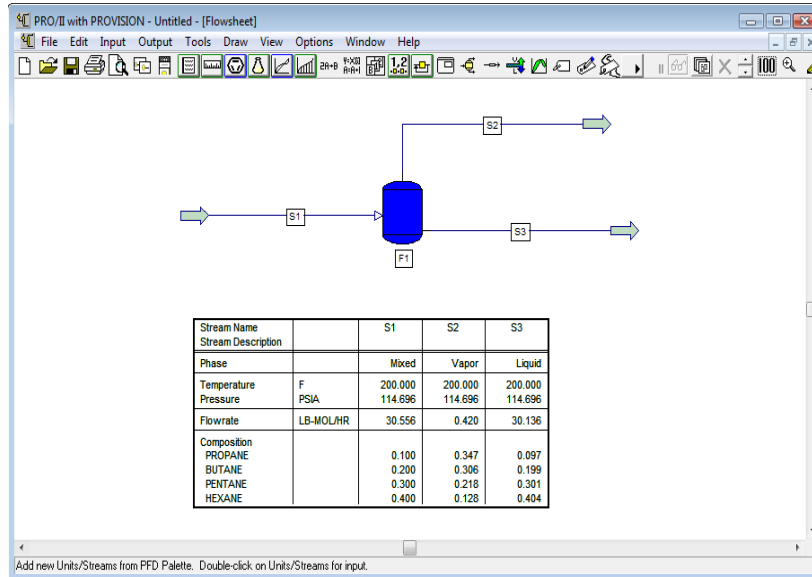 PRO/II with PROVISION - Untitled - [Flowsheet]
File Edit Input Output Tools Draw View Options Window Help
2A+B 1,2 100
S2
S1
S3
F1
Stream Name S1 S2 S3
Stream Description
Phase Mixed Vapor Liquid
Temperature F 200.000 200.000 200.000
Pressure PSIA 114.696 114.696 114.696
Flowrate LB-MOL/HR 30.556 0.420 30.136
Composition
PROPANE 0.100 0.347 0.097
BUTANE 0.200 0.306 0.199
PENTANE 0.300 0.218 0.301
HEXANE 0.400 0.128 0.404
Add new Units/Streams from PFD Palette. Double-click on Units/Streams for input.